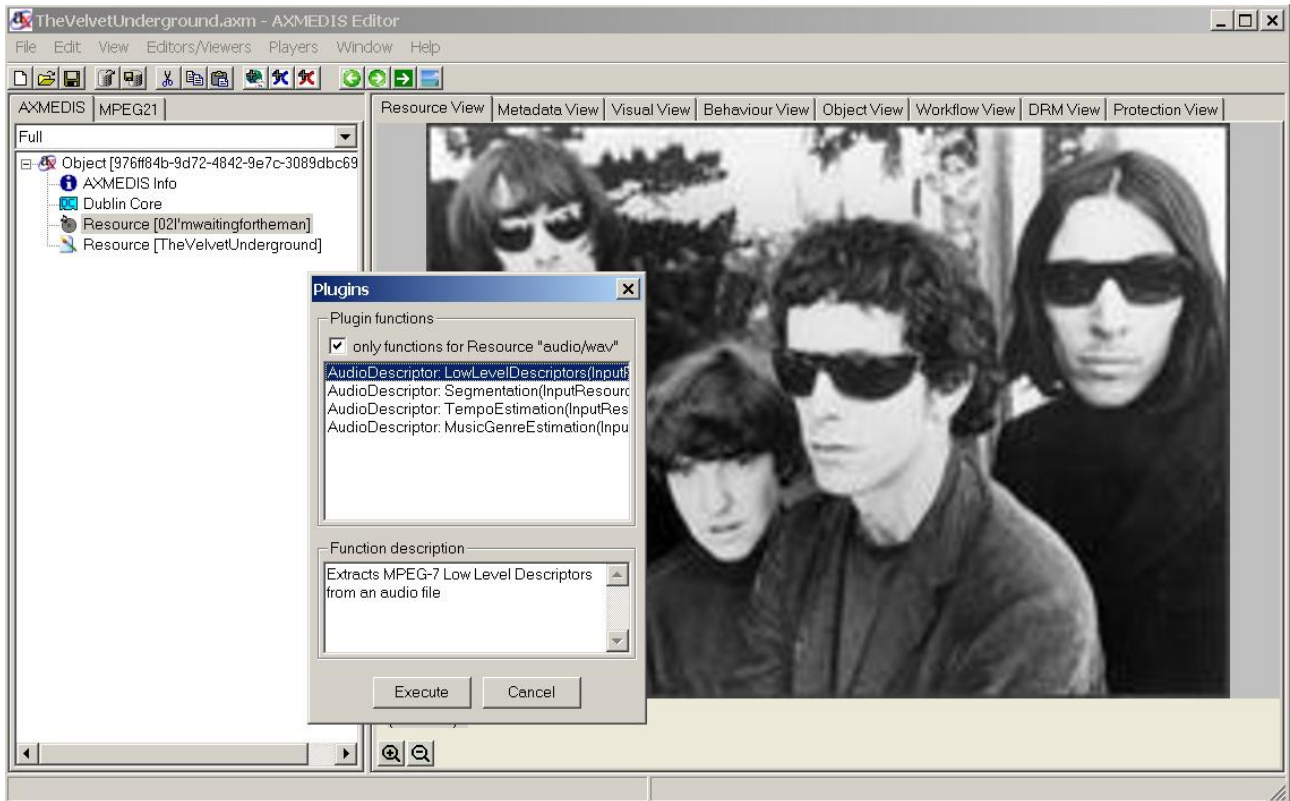 TheVelvetUnderground.axm - AXMEDIS Editor
File Edit View Editors/Viewers Players Window Help
AXMEDIS MPEG21
Resource View Metadata View Visual View Behaviour View Object View Workflow View DRM View Protection View
Full
Object [976ff84b-9d72-4842-9e7c-3089dbc69
AXMEDIS Info
DC Dublin Core
Resource [02I'mwaitingfortheman]
Resource [TheVelvetUnderground]
Plugins
Plugin functions
only functions for Resource "audio/wav"
AudioDescriptor: LowLevelDescriptors(Input
AudioDescriptor: Segmentation(InputResourc
AudioDescriptor: TempoEstimation(InputRes
AudioDescriptor: MusicGenreEstimation(Inpu
Function description
Extracts MPEG-7 Low Level Descriptors
from an audio file
Execute Cancel